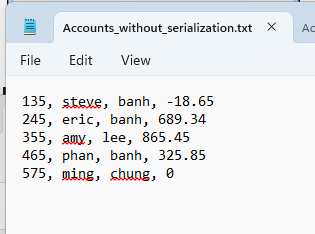 Accounts_without_serialization.txt
File Edit View
135, steve, banh, -18.65
245, eric, banh, 689.34
355, amy, lee, 865.45
465, phan, banh, 325.85
575, ming, chung, 0